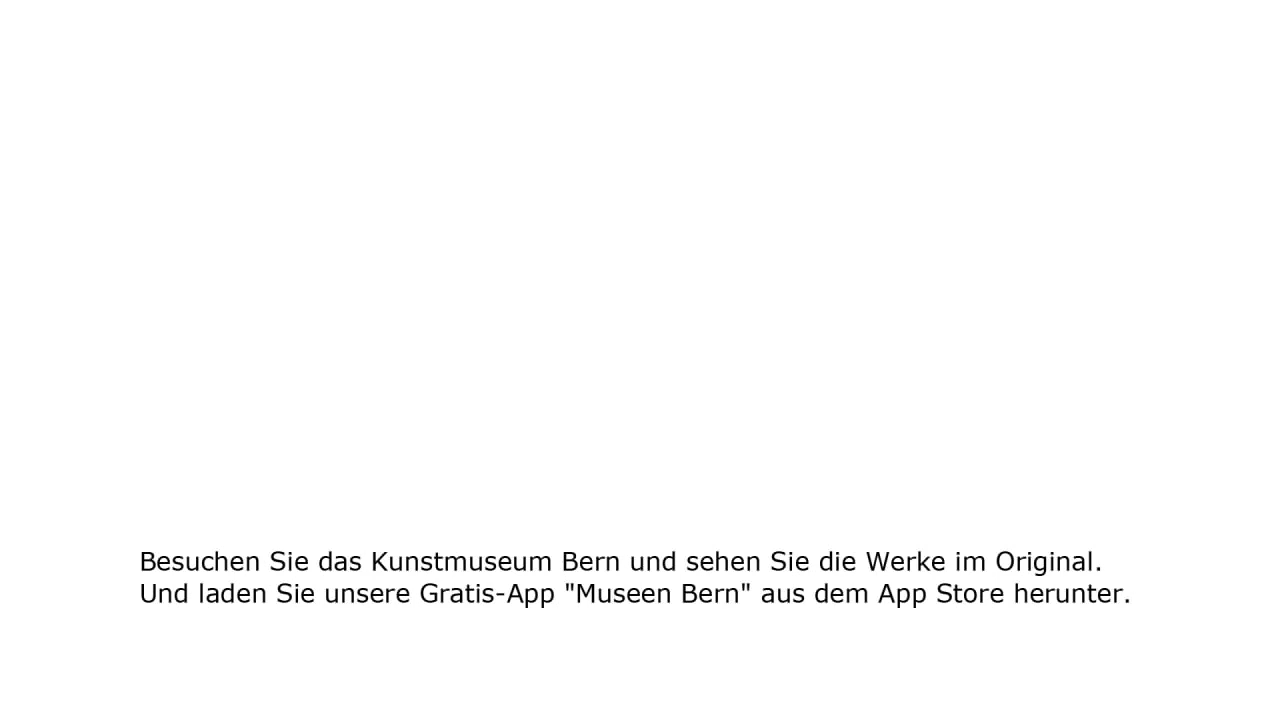 Besuchen Sie das Kunstmuseum Bern und sehen Sie die Werke im Original.
Und laden Sie unsere Gratis-App "Museen Bern" aus dem App Store herunter.